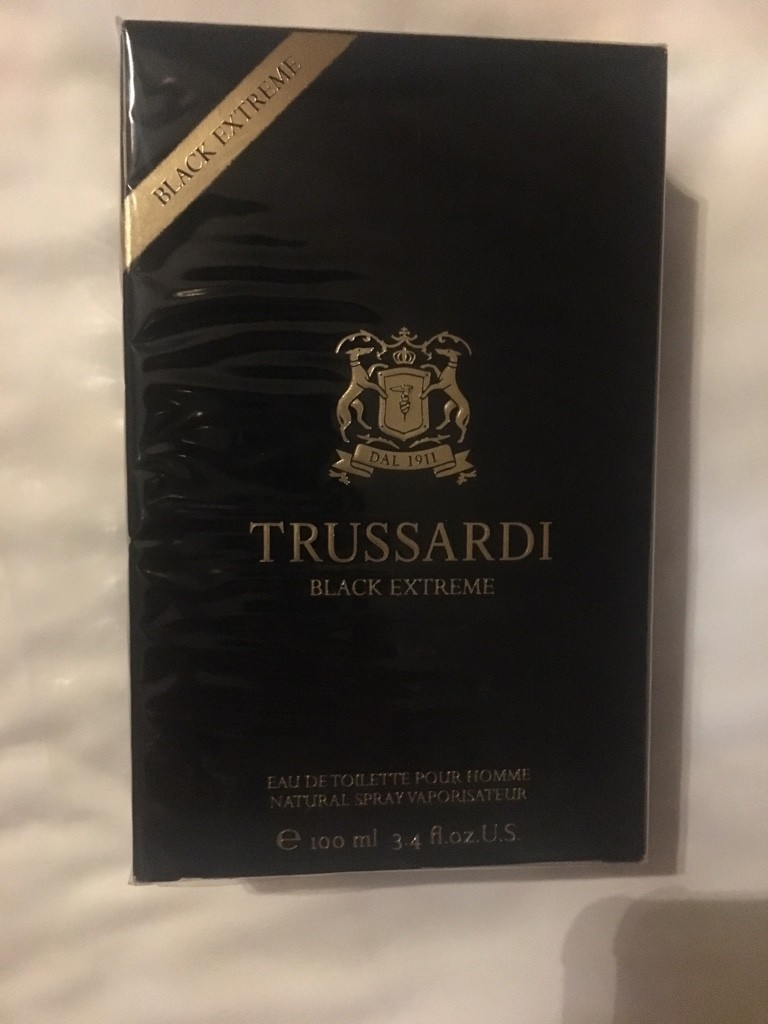 BLACK EXTREME
DAL 1911
TRUSSARDI
BLACK EXTREME
EAU DE TOILETTE POUR HOMME
NATURAL SPRAY VAPORISATEUR
℮ 100 ml 3.4 fl.oz.U.S.